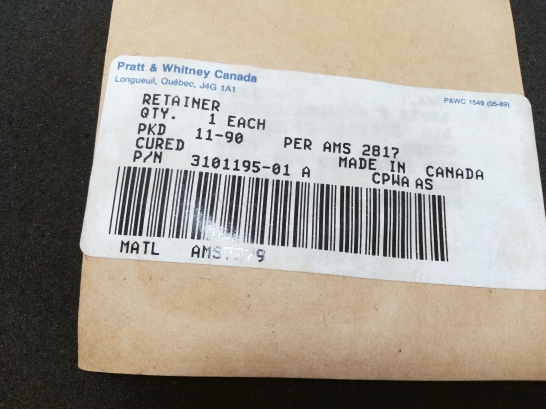 Pratt & Whitney Canada
Longueuil, Québec, J4G 1A1
P&WC 1549 (05-89)
RETAINER
QTY. 1 EACH
PKD 11-90 PER AMS 2817
CURED MADE IN CANADA
P/N 3101195-01 A CPWA AS
MATL